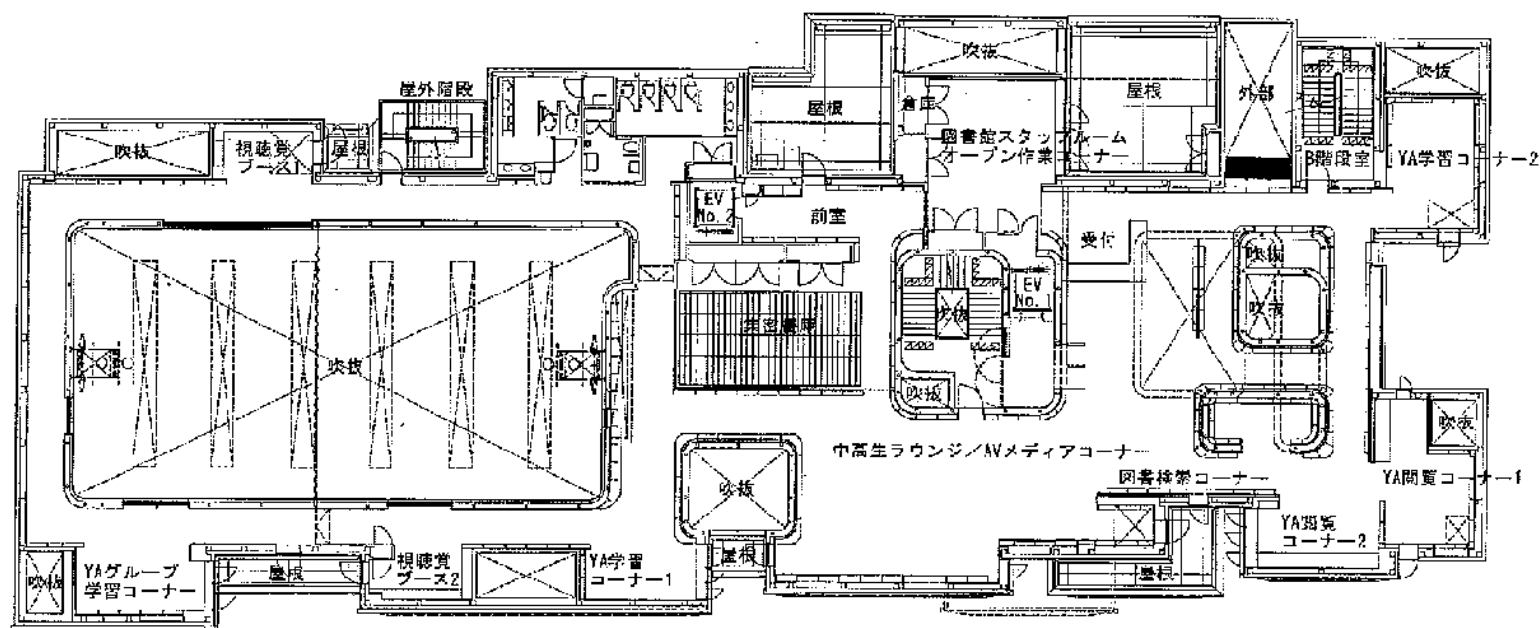 吹抜
屋外階段
屋根
倉庫
屋根
外部
吹抜
吹抜
視聴覚
ブース1
屋根
図書館スタッフルーム
オープン作業コーナー
B階段室
YA学習コーナー2
EV
No. 2
前室
受付
吹抜
EV
No. 1
吹抜
吹抜
吹抜
吹抜
吹抜
中高生ラウンジ/AVメディアコーナー
図書検索コーナー
YA閲覧コーナー1
吹抜
YA閲覧
コーナー2
吹抜
YAグループ
学習コーナー
屋根
視聴覚
ブース2
YA学習
コーナー1
屋根
屋根